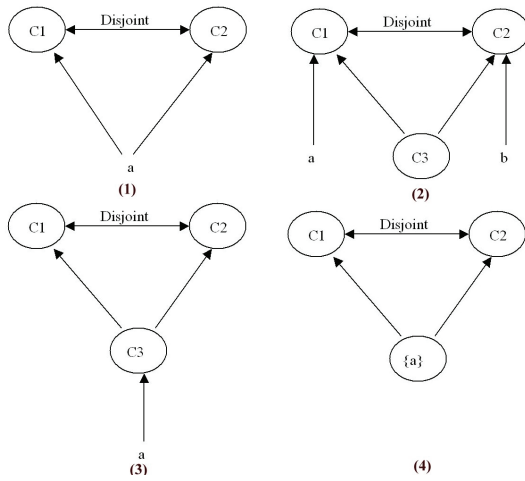 C1 Disjoint C2
a
(1)
C1 Disjoint C2
a C3 b
(2)
C1 Disjoint C2
C3
a
(3)
C1 Disjoint C2
{a}
(4)